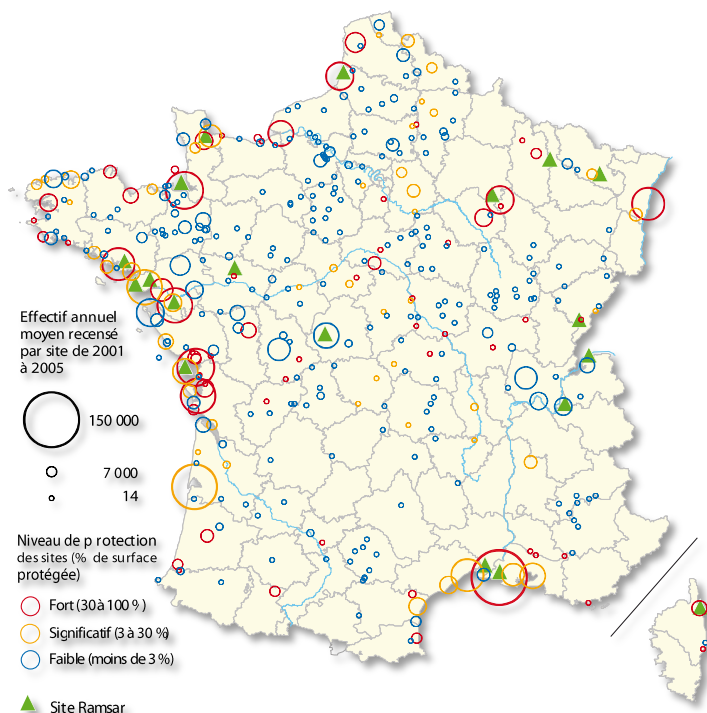 Effectif annuel
moyen recensé
par site de 2001
à 2005
150 000
7 000
14
Niveau de p rotection
des sites (% de surface
protégée)
Fort (30 à 100 %)
Significatif (3 à 30 %)
Faible (moins de 3 %)
Site Ramsar